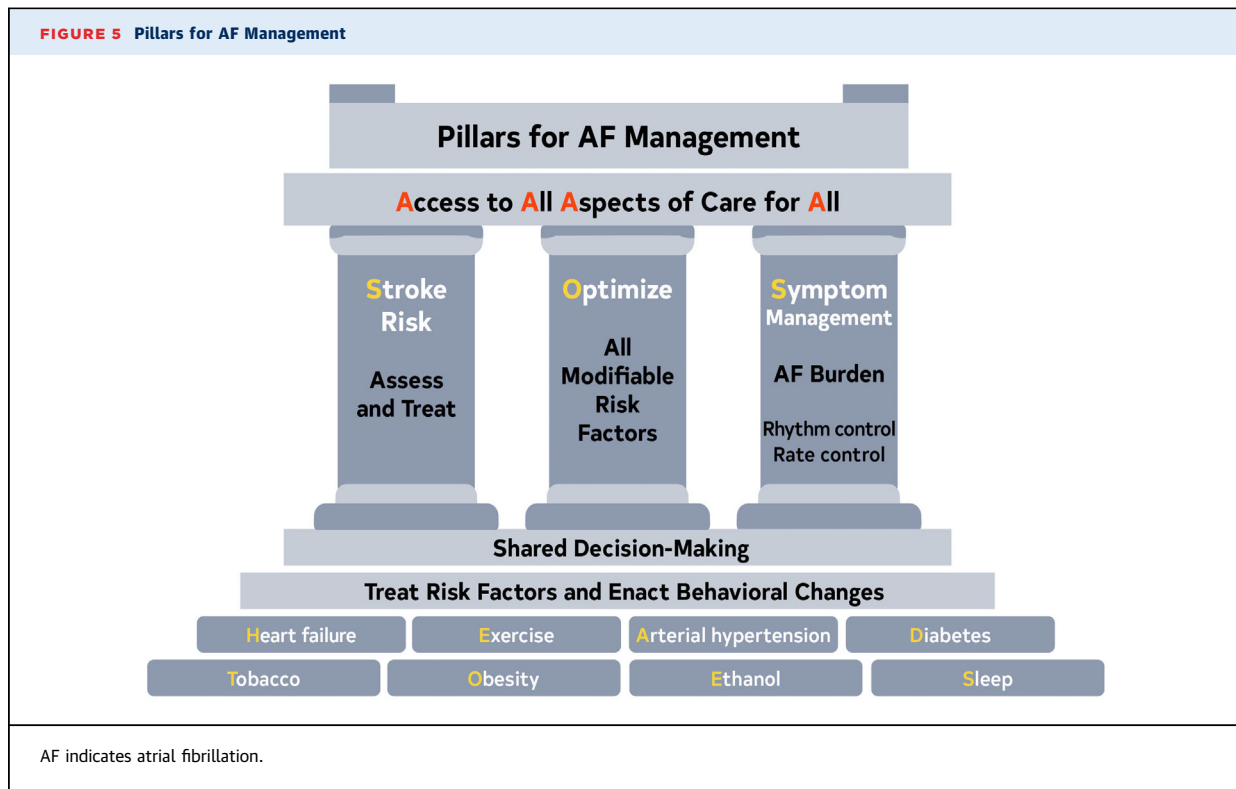 FIGURE 5 Pillars for AF Management
Pillars for AF Management
Access to All Aspects of Care for All
Stroke
Risk
Assess
and Treat
Optimize
All
Modifiable
Risk
Factors
Symptom
Management
AF Burden
Rhythm control
Rate control
Shared Decision-Making
Treat Risk Factors and Enact Behavioral Changes
Heart failure
Exercise
Arterial hypertension
Diabetes
Tobacco
Obesity
Ethanol
Sleep
AF indicates atrial fibrillation.